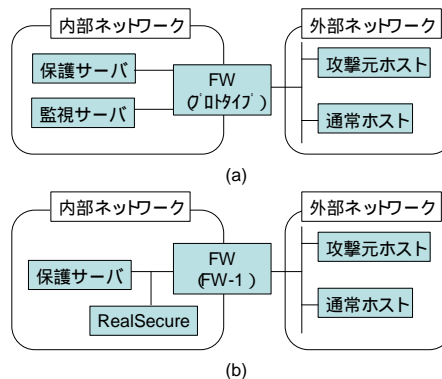 内部ネットワーク
外部ネットワーク
保護サーバ
監視サーバ
FW
(プロトタイプ)
攻撃元ホスト
通常ホスト
(a)
内部ネットワーク
外部ネットワーク
保護サーバ
RealSecure
FW
(FW-1)
攻撃元ホスト
通常ホスト
(b)